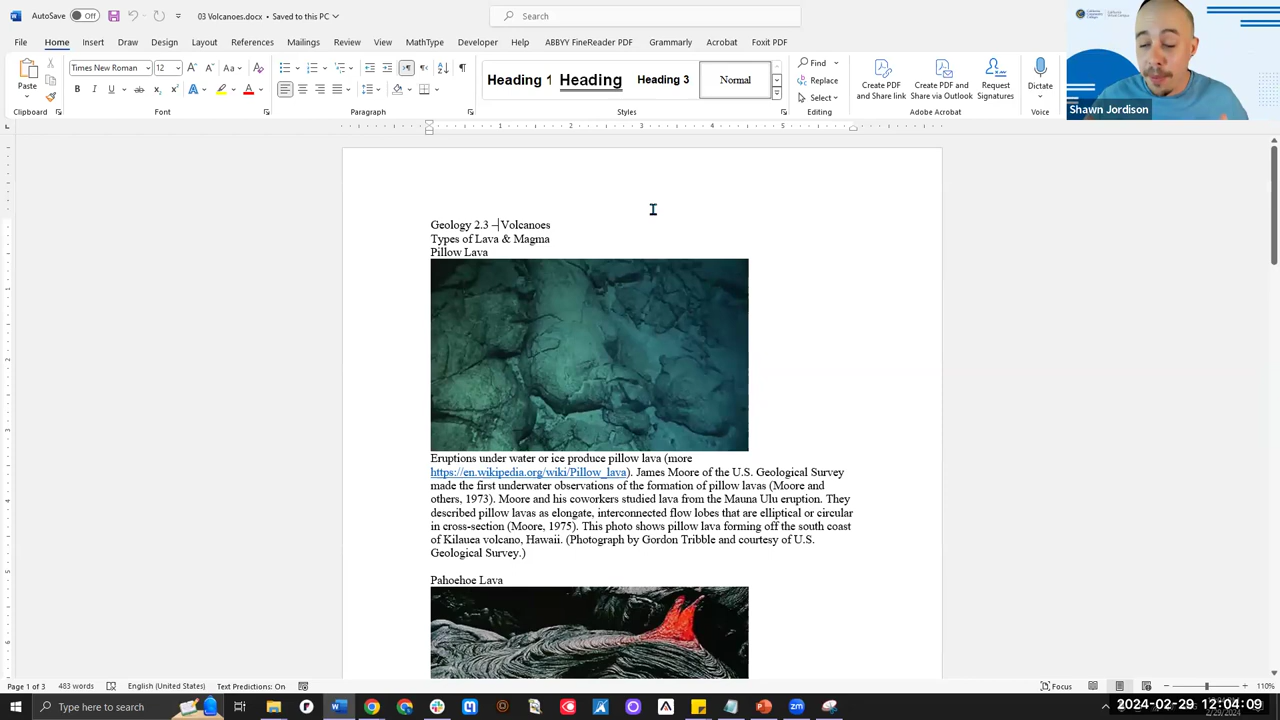 AutoSave Off 03 Volcanoes.docx • Saved to this PC Search
File Home Insert Draw Design Layout References Mailings Review View MathType Developer Help ABBYY FineReader PDF Grammarly Acrobat Foxit PDF
Times New Roman 12
Paste
Heading 1 Heading Heading 3 Normal
Find
Replace
Select
Create PDF and Share link
Create PDF and Share via Outlook
Request Signatures
Dictate
Clipboard Font Paragraph Styles Editing Adobe Acrobat Voice
Shawn Jordison
Geology 2.3 – Volcanoes
Types of Lava & Magma
Pillow Lava
Eruptions under water or ice produce pillow lava (more
https://en.wikipedia.org/wiki/Pillow_lava). James Moore of the U.S. Geological Survey
made the first underwater observations of the formation of pillow lavas (Moore and
others, 1973). Moore and his coworkers studied lava from the Mauna Ulu eruption. They
described pillow lavas as elongate, interconnected flow lobes that are elliptical or circular
in cross-section (Moore, 1975). This photo shows pillow lava forming off the south coast
of Kilauea volcano, Hawaii. (Photograph by Gordon Tribble and courtesy of U.S.
Geological Survey.)
Pahoehoe Lava
Page 1 of 3 483 words English (United States) Text Predictions: On Focus 110%
Type here to search
2024-02-29 12:04:09